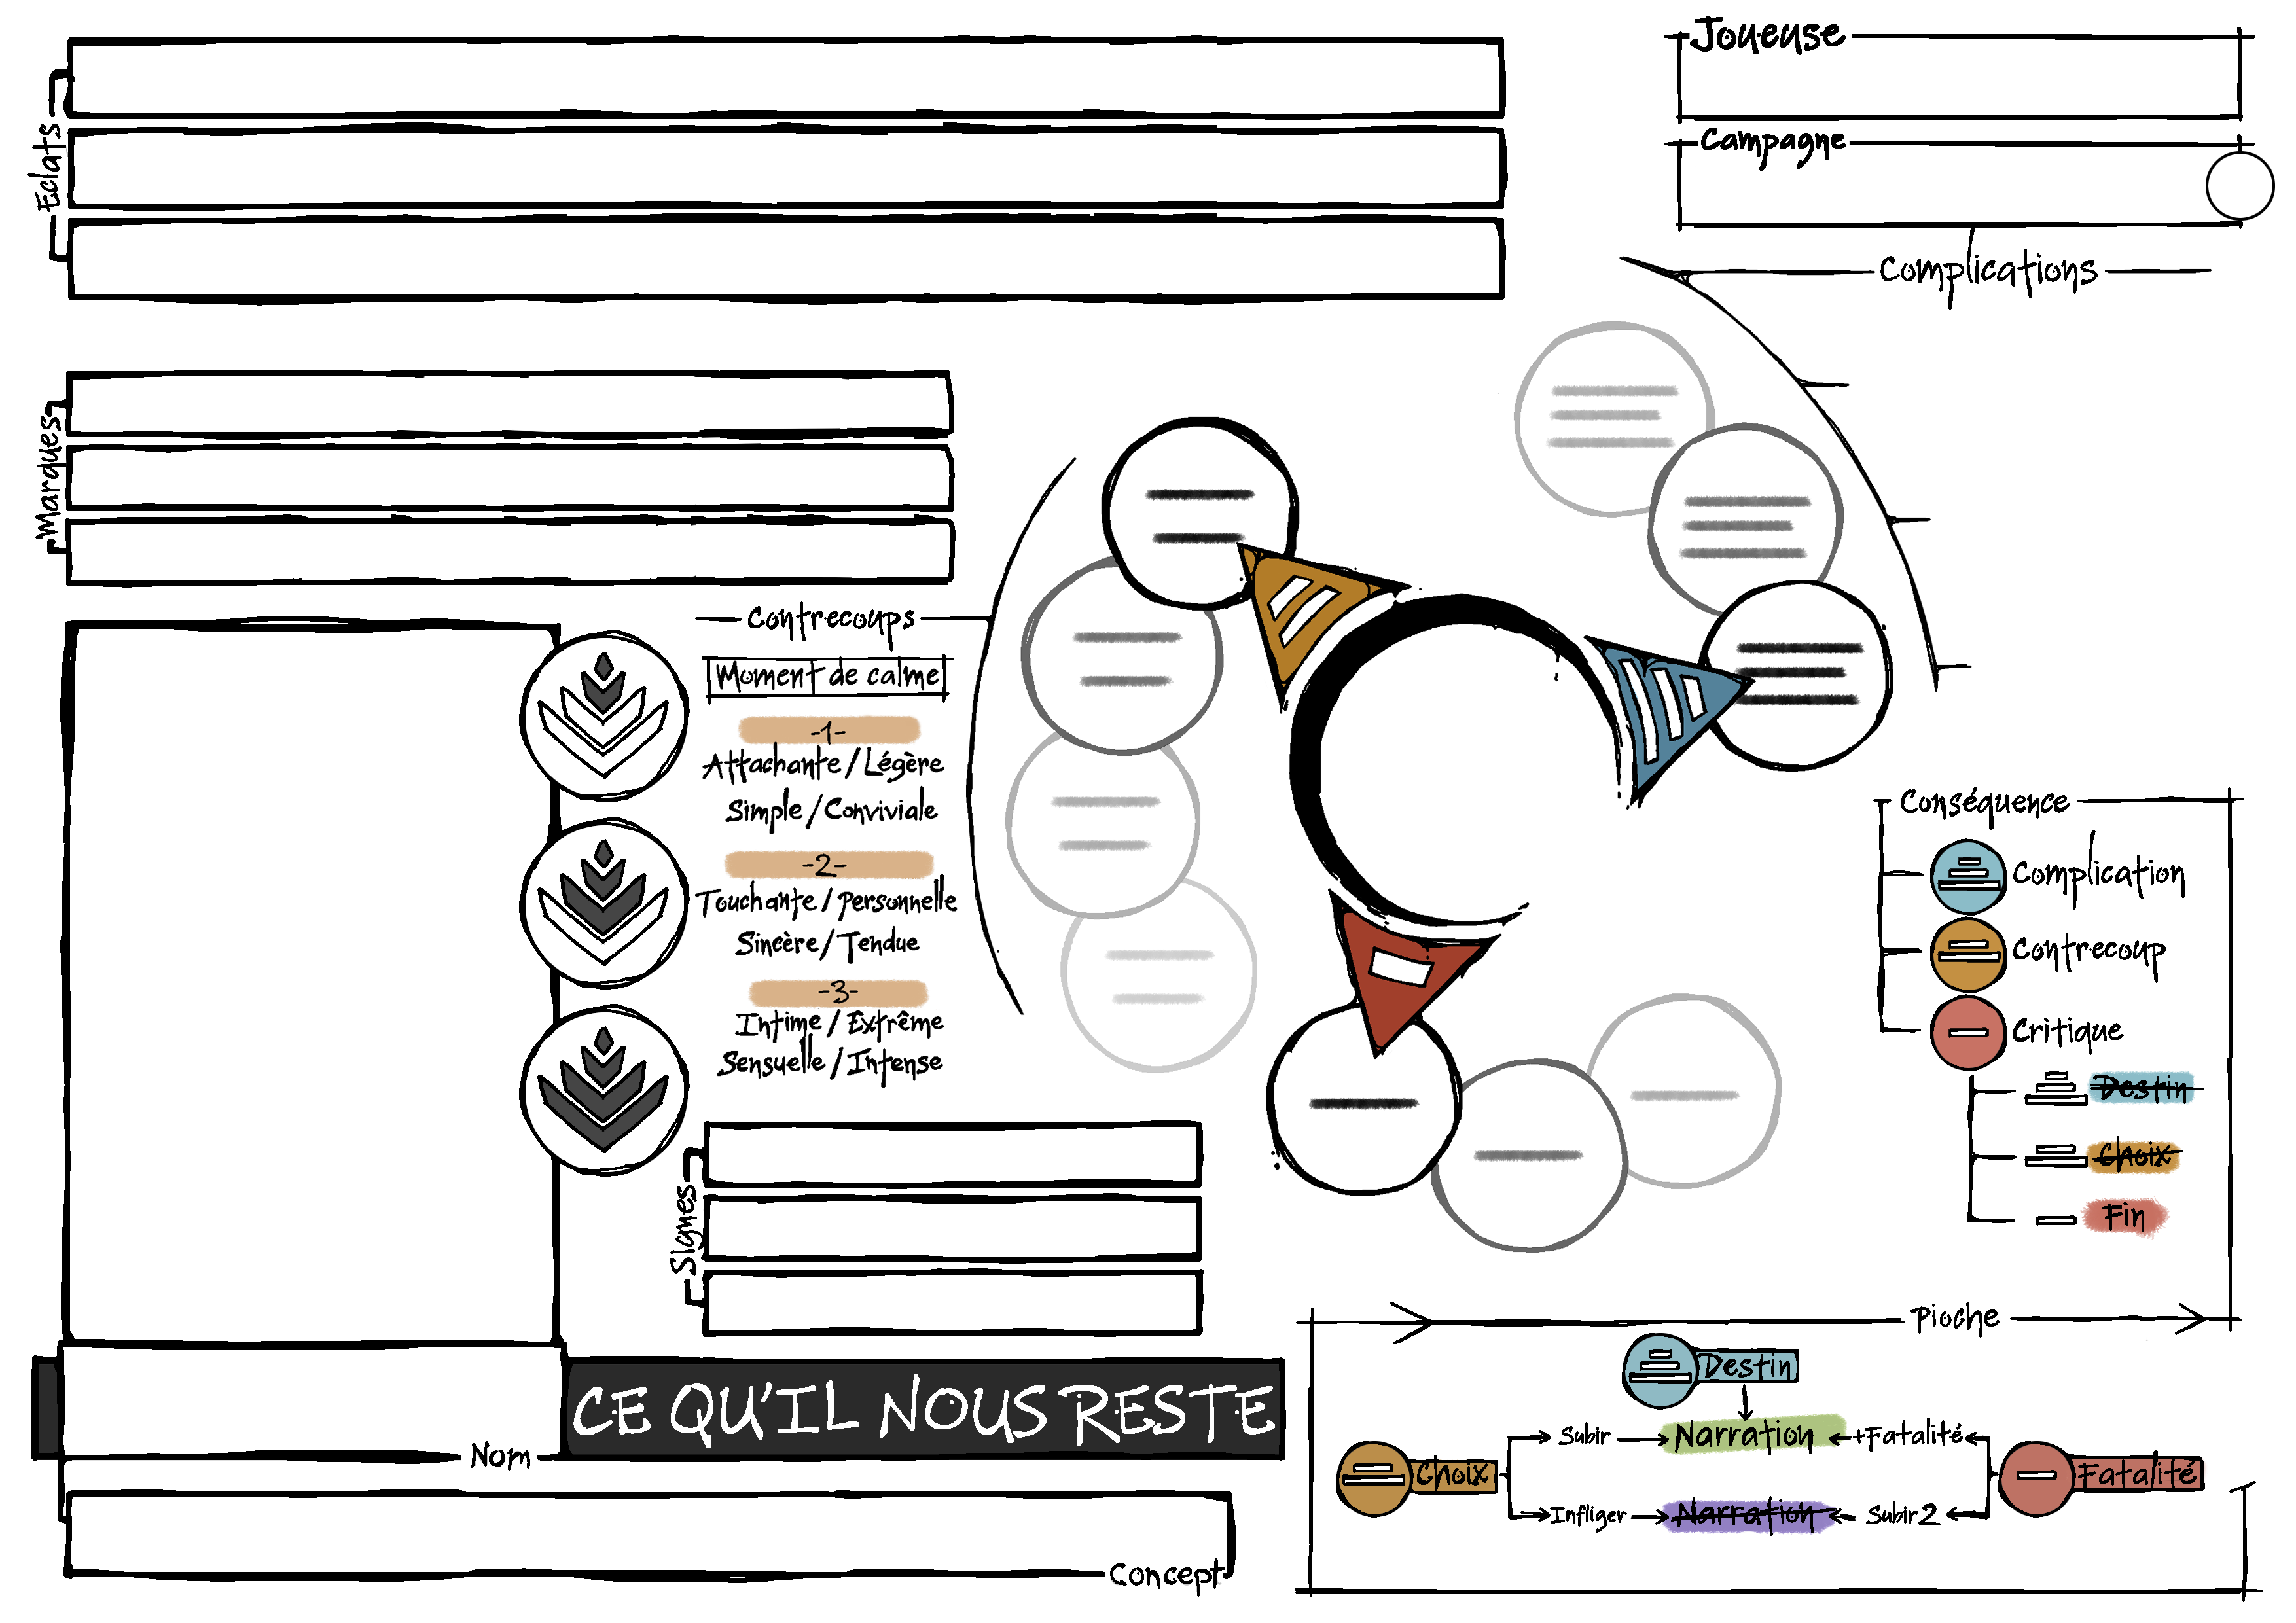 Joueuse
Campagne
Eclats
Complications
Marques
Contrecoups
Moment de calme
-1-
Attachante / Légère
Simple / Conviviale
-2-
Touchante / personnelle
Sincère / Tendue
-3-
Intime / Extrême
Sensuelle / Intense
Conséquence
Complication
Contrecoup
Critique
Destin
Choix
Fin
Signes
Pioche
Destin
Subir Narration +Fatalité
Choix Fatalité
Infliger Narration Subir 2
CE QU'IL NOUS RESTE
Nom
Concept